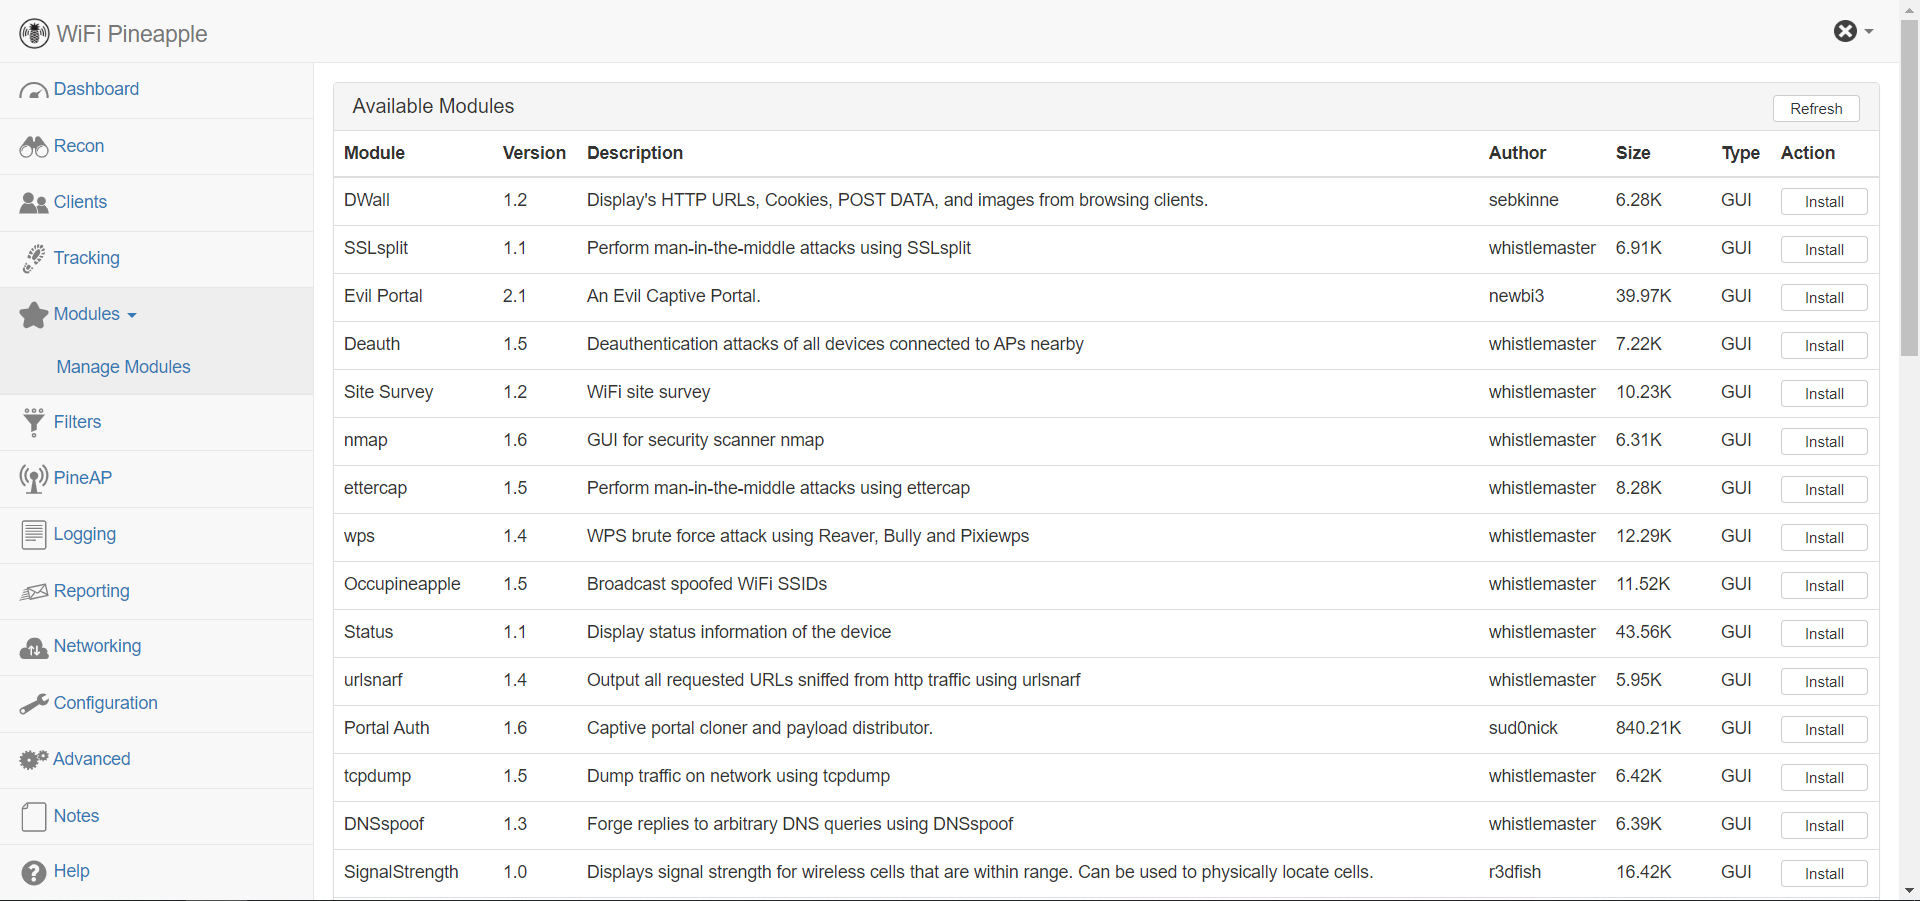 WiFi Pineapple
Dashboard
Recon
Clients
Tracking
Modules
Manage Modules
Filters
PineAP
Logging
Reporting
Networking
Configuration
Advanced
Notes
Help
Available Modules
Refresh
Module Version Description Author Size Type Action
DWall 1.2 Display's HTTP URLs, Cookies, POST DATA, and images from browsing clients. sebkinne 6.28K GUI Install
SSLsplit 1.1 Perform man-in-the-middle attacks using SSLsplit whistlemaster 6.91K GUI Install
Evil Portal 2.1 An Evil Captive Portal. newbi3 39.97K GUI Install
Deauth 1.5 Deauthentication attacks of all devices connected to APs nearby whistlemaster 7.22K GUI Install
Site Survey 1.2 WiFi site survey whistlemaster 10.23K GUI Install
nmap 1.6 GUI for security scanner nmap whistlemaster 6.31K GUI Install
ettercap 1.5 Perform man-in-the-middle attacks using ettercap whistlemaster 8.28K GUI Install
wps 1.4 WPS brute force attack using Reaver, Bully and Pixiewps whistlemaster 12.29K GUI Install
Occupineapple 1.5 Broadcast spoofed WiFi SSIDs whistlemaster 11.52K GUI Install
Status 1.1 Display status information of the device whistlemaster 43.56K GUI Install
urlsnarf 1.4 Output all requested URLs sniffed from http traffic using urlsnarf whistlemaster 5.95K GUI Install
Portal Auth 1.6 Captive portal cloner and payload distributor. sud0nick 840.21K GUI Install
tcpdump 1.5 Dump traffic on network using tcpdump whistlemaster 6.42K GUI Install
DNSspoof 1.3 Forge replies to arbitrary DNS queries using DNSspoof whistlemaster 6.39K GUI Install
SignalStrength 1.0 Displays signal strength for wireless cells that are within range. Can be used to physically locate cells. r3dfish 16.42K GUI Install